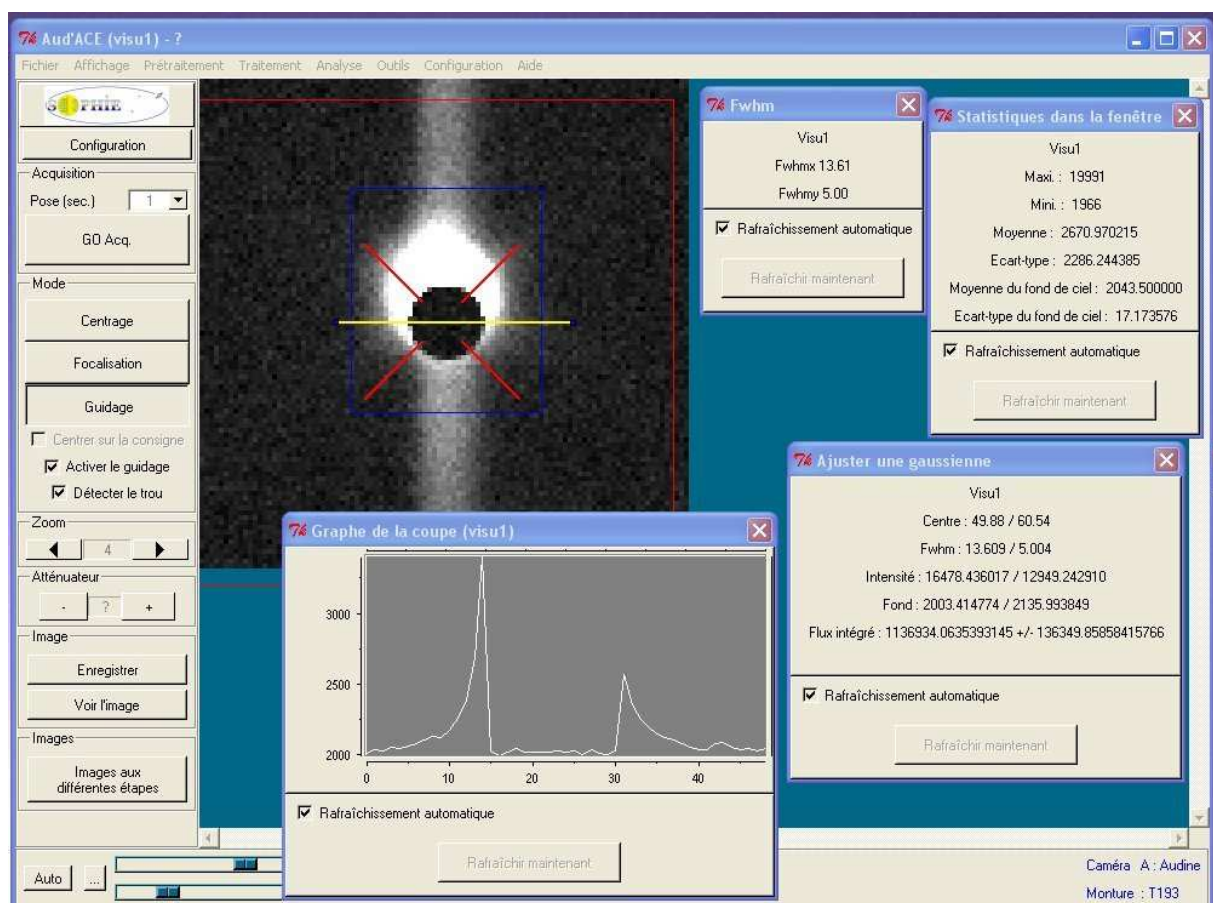 Aud'ACE (visu1) - ?
Fichier Affichage Prétraitement Traitement Analyse Outils Configuration Aide
SOPHIE
Configuration
Acquisition
Pose (sec.) 1
GO Acq.
Mode
Centrage
Focalisation
Guidage
Centrer sur la consigne
Activer le guidage
Détecter le trou
Zoom
4
Atténuateur
- ? +
Image
Enregistrer
Voir l'image
Images
Images aux
différentes étapes
Auto ...
Fwhm
Visu1
Fwhmx 13.61
Fwhmy 5.00
Rafraîchissement automatique
Rafraîchir maintenant
Statistiques dans la fenêtre
Visu1
Maxi. : 19991
Mini. : 1966
Moyenne : 2670.970215
Ecart-type : 2286.244385
Moyenne du fond de ciel : 2043.500000
Ecart-type du fond de ciel : 17.173576
Rafraîchissement automatique
Rafraîchir maintenant
Ajuster une gaussienne
Visu1
Centre : 49.88 / 60.54
Fwhm : 13.609 / 5.004
Intensité : 16478.436017 / 12949.242910
Fond : 2003.414774 / 2135.993849
Flux intégré : 1136934.0635393145 +/- 136349.85858415766
Rafraîchissement automatique
Rafraîchir maintenant
Graphe de la coupe (visu1)
3000
2500
2000
0 10 20 30 40
Rafraîchissement automatique
Rafraîchir maintenant
Caméra A : Audine
Monture : T193